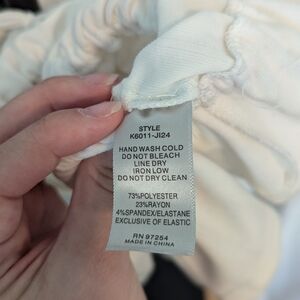 STYLE
K6011-JI24
HAND WASH COLD
DO NOT BLEACH
LINE DRY
IRON LOW
DO NOT DRY CLEAN
73%POLYESTER
23%RAYON
4%SPANDEX/ELASTANE
EXCLUSIVE OF ELASTIC
RN 97254
MADE IN CHINA